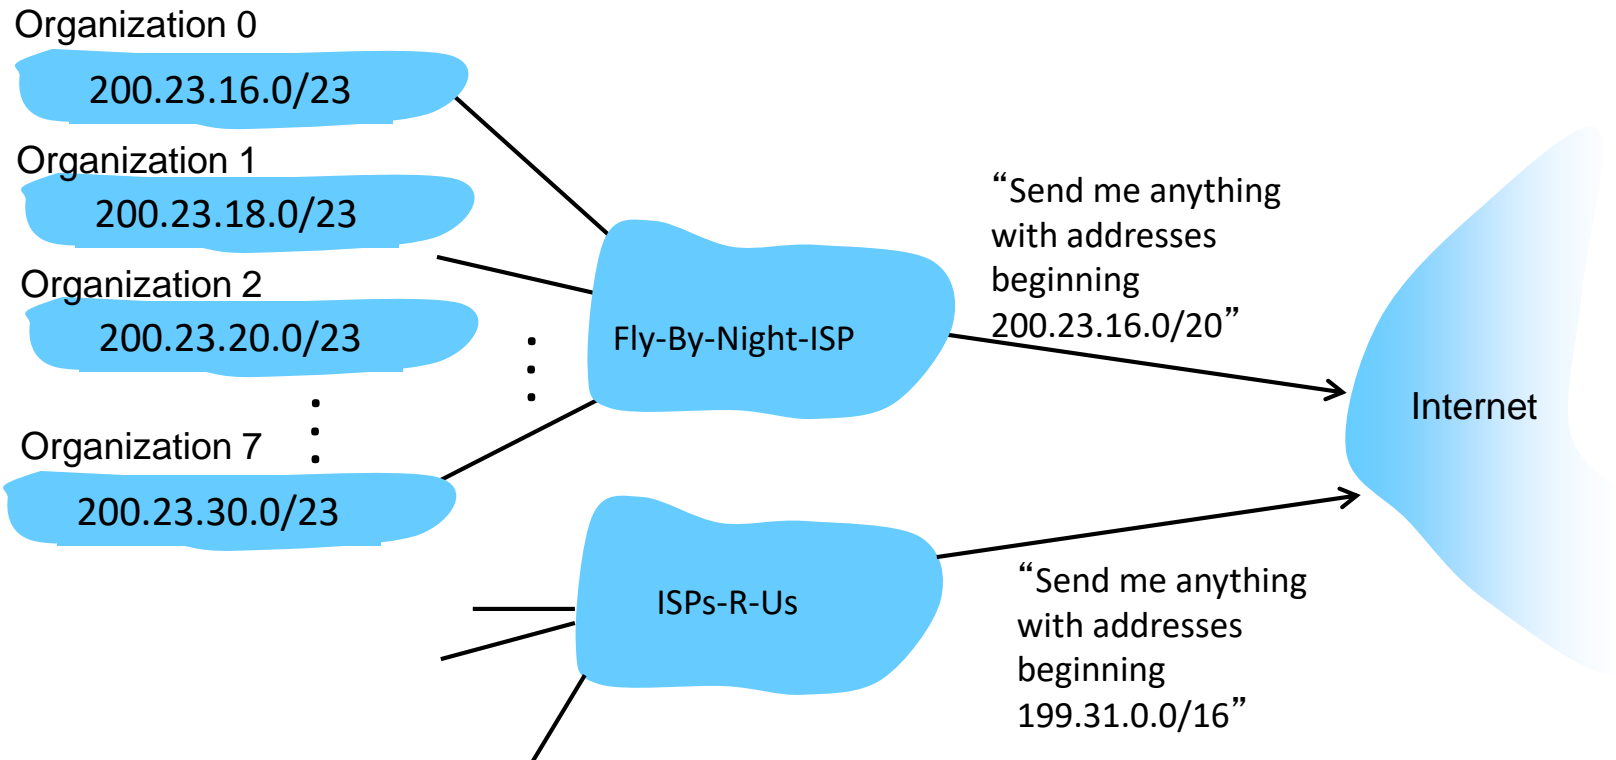 Organization 0
200.23.16.0/23
Organization 1
200.23.18.0/23
Organization 2
200.23.20.0/23
Organization 7
200.23.30.0/23
Fly-By-Night-ISP
“Send me anything
with addresses
beginning
200.23.16.0/20”
Internet
ISPs-R-Us
“Send me anything
with addresses
beginning
199.31.0.0/16”